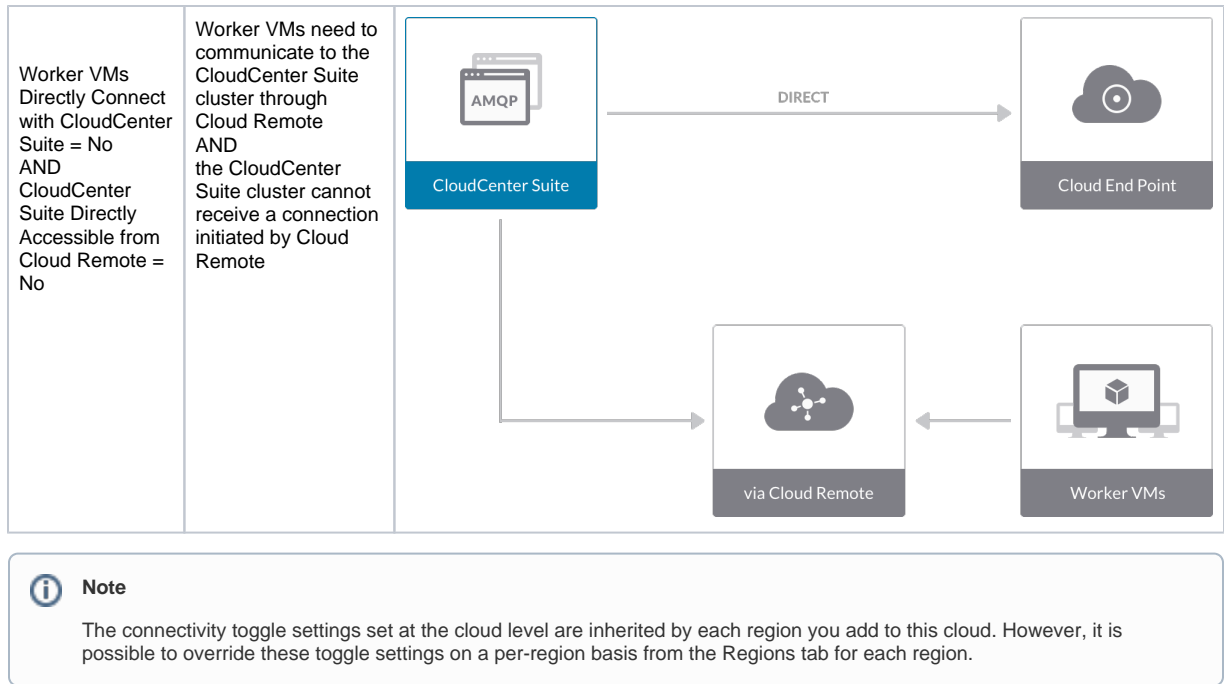 Worker VMs
Directly Connect
with CloudCenter
Suite = No
AND
CloudCenter
Suite Directly
Accessible from
Cloud Remote =
No
Worker VMs need to
communicate to the
CloudCenter Suite
cluster through
Cloud Remote
AND
the CloudCenter
Suite cluster cannot
receive a connection
initiated by Cloud
Remote
AMQP
CloudCenter Suite
DIRECT
Cloud End Point
via Cloud Remote
Worker VMs
Note
The connectivity toggle settings set at the cloud level are inherited by each region you add to this cloud. However, it is
possible to override these toggle settings on a per-region basis from the Regions tab for each region.